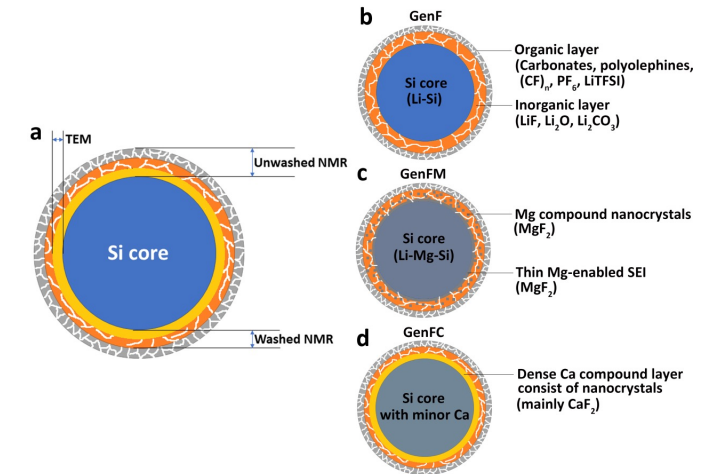 a
TEM
Unwashed NMR
Si core
Washed NMR
b
GenF
Si core
(Li-Si)
Organic layer
(Carbonates, polyolephines,
(CF)n, PF6, LiTFSI)
Inorganic layer
(LiF, Li2O, Li2CO3)
c
GenFM
Si core
(Li-Mg-Si)
Mg compound nanocrystals
(MgF2)
Thin Mg-enabled SEI
(MgF2)
d
GenFC
Si core
with minor Ca
Dense Ca compound layer
consist of nanocrystals
(mainly CaF2)